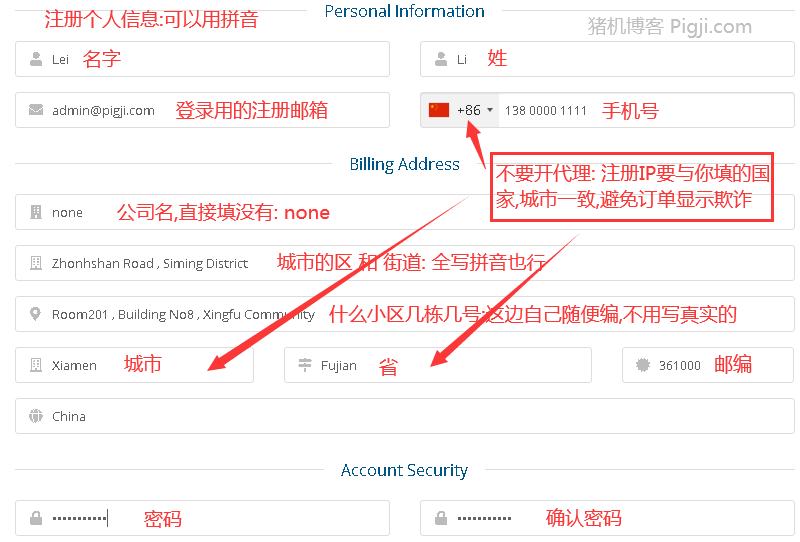 Personal Information
注册个人信息:可以用拼音
猪机博客 Pigji.com
Lei 名字
Li 姓
admin@pigji.com 登录用的注册邮箱
+86 138 0000 1111 手机号
Billing Address
不要开代理: 注册IP要与你填的国
家,城市一致,避免订单显示欺诈
none 公司名,直接填没有: none
Zhonhshan Road , Siming District 城市的区 和 街道: 全写拼音也行
Room201 , Building No8 , Xingfu Community 什么小区几栋几号:这边自己随便编,不用写真实的
Xiamen 城市
Fujian 省
361000 邮编
China
Account Security
••••••••••• 密码
••••••••••• 确认密码